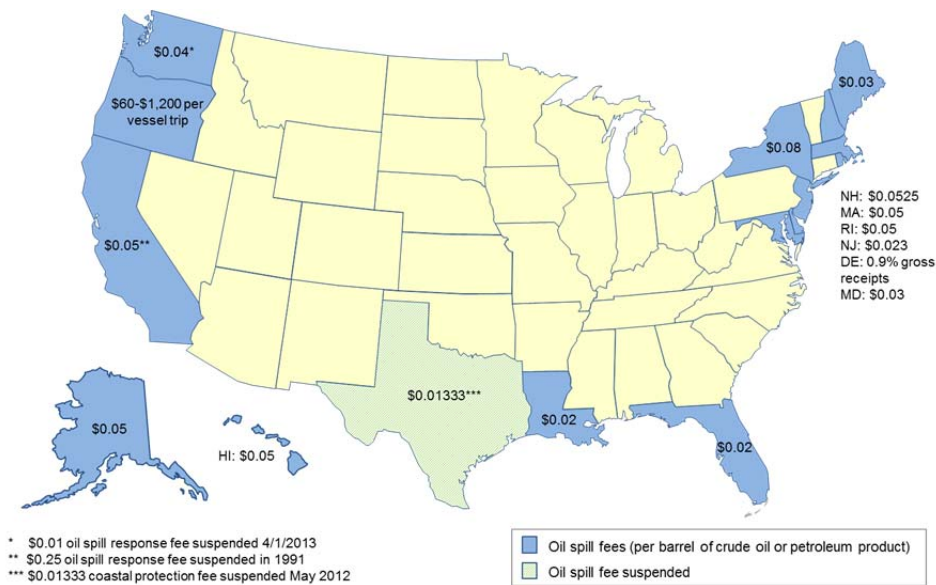 $0.04*
$60-$1,200 per
vessel trip
$0.05**
$0.03
$0.08
NH: $0.0525
MA: $0.05
RI: $0.05
NJ: $0.023
DE: 0.9% gross
receipts
MD: $0.03
$0.01333***
$0.02
$0.02
$0.05
HI: $0.05
* $0.01 oil spill response fee suspended 4/1/2013
** $0.25 oil spill response fee suspended in 1991
*** $0.01333 coastal protection fee suspended May 2012
Oil spill fees (per barrel of crude oil or petroleum product)
Oil spill fee suspended